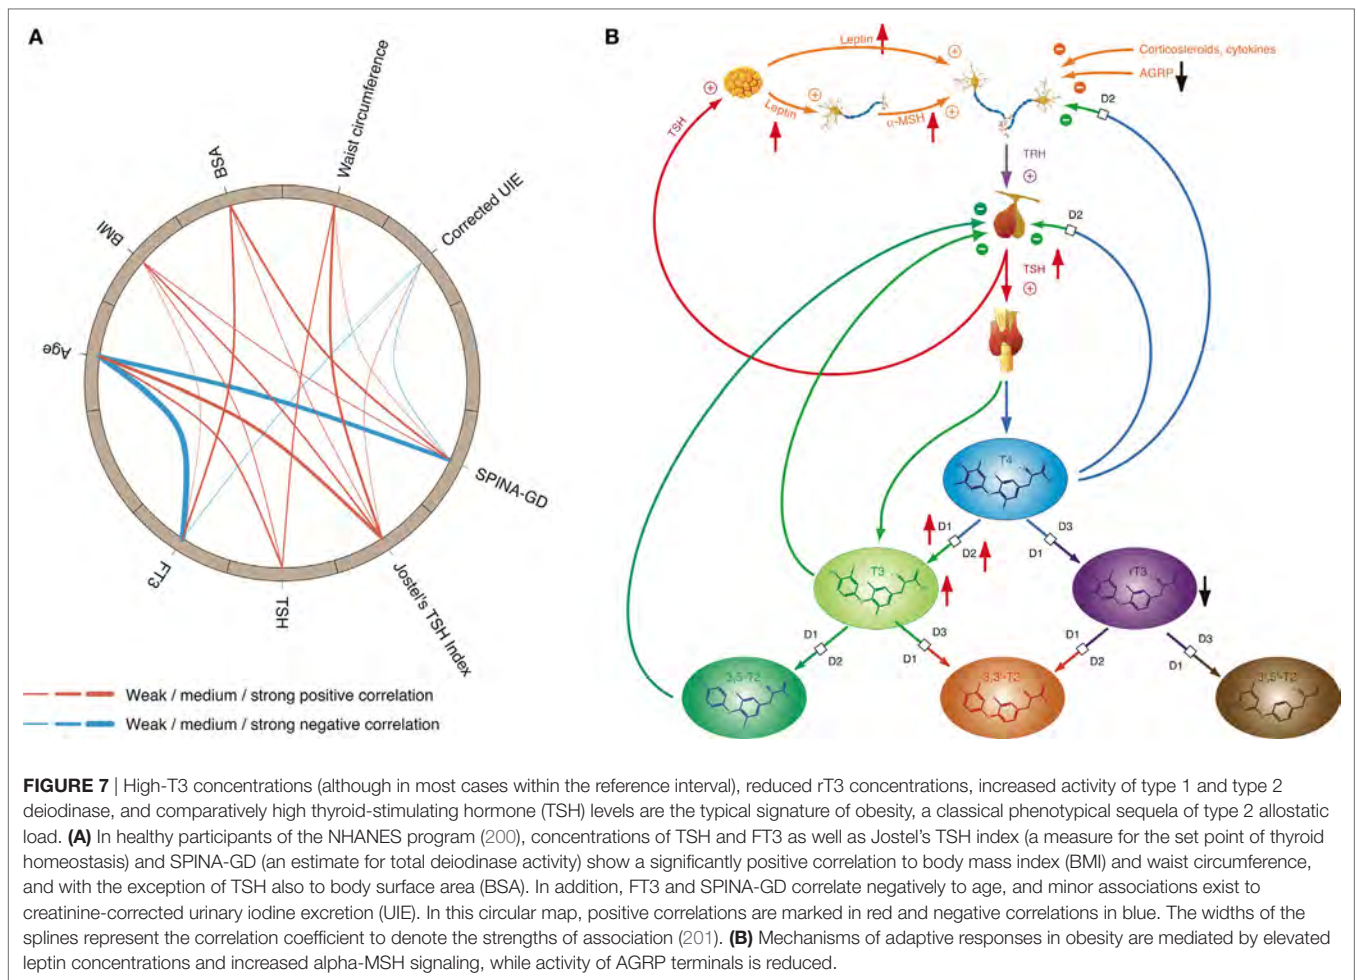 A
BSA
Waist circumference
Corrected UIE
BMI
Age
SPINA-GD
FT3
TSH
Jostel's TSH Index
Weak / medium / strong positive correlation
Weak / medium / strong negative correlation
B
Leptin
Corticosteroids, cytokines
AGRP
Leptin
α-MSH
D2
TSH
TRH
D2
TSH
T4
D1
D3
D2
D1
T3
rT3
D1
D3
D1
D3
D2
D1
D2
D1
3,5-T2
3,3'-T2
3',5'-T2
FIGURE 7 | High-T3 concentrations (although in most cases within the reference interval), reduced rT3 concentrations, increased activity of type 1 and type 2
deiodinase, and comparatively high thyroid-stimulating hormone (TSH) levels are the typical signature of obesity, a classical phenotypical sequela of type 2 allostatic
load. (A) In healthy participants of the NHANES program (200), concentrations of TSH and FT3 as well as Jostel's TSH index (a measure for the set point of thyroid
homeostasis) and SPINA-GD (an estimate for total deiodinase activity) show a significantly positive correlation to body mass index (BMI) and waist circumference,
and with the exception of TSH also to body surface area (BSA). In addition, FT3 and SPINA-GD correlate negatively to age, and minor associations exist to
creatinine-corrected urinary iodine excretion (UIE). In this circular map, positive correlations are marked in red and negative correlations in blue. The widths of the
splines represent the correlation coefficient to denote the strengths of association (201). (B) Mechanisms of adaptive responses in obesity are mediated by elevated
leptin concentrations and increased alpha-MSH signaling, while activity of AGRP terminals is reduced.